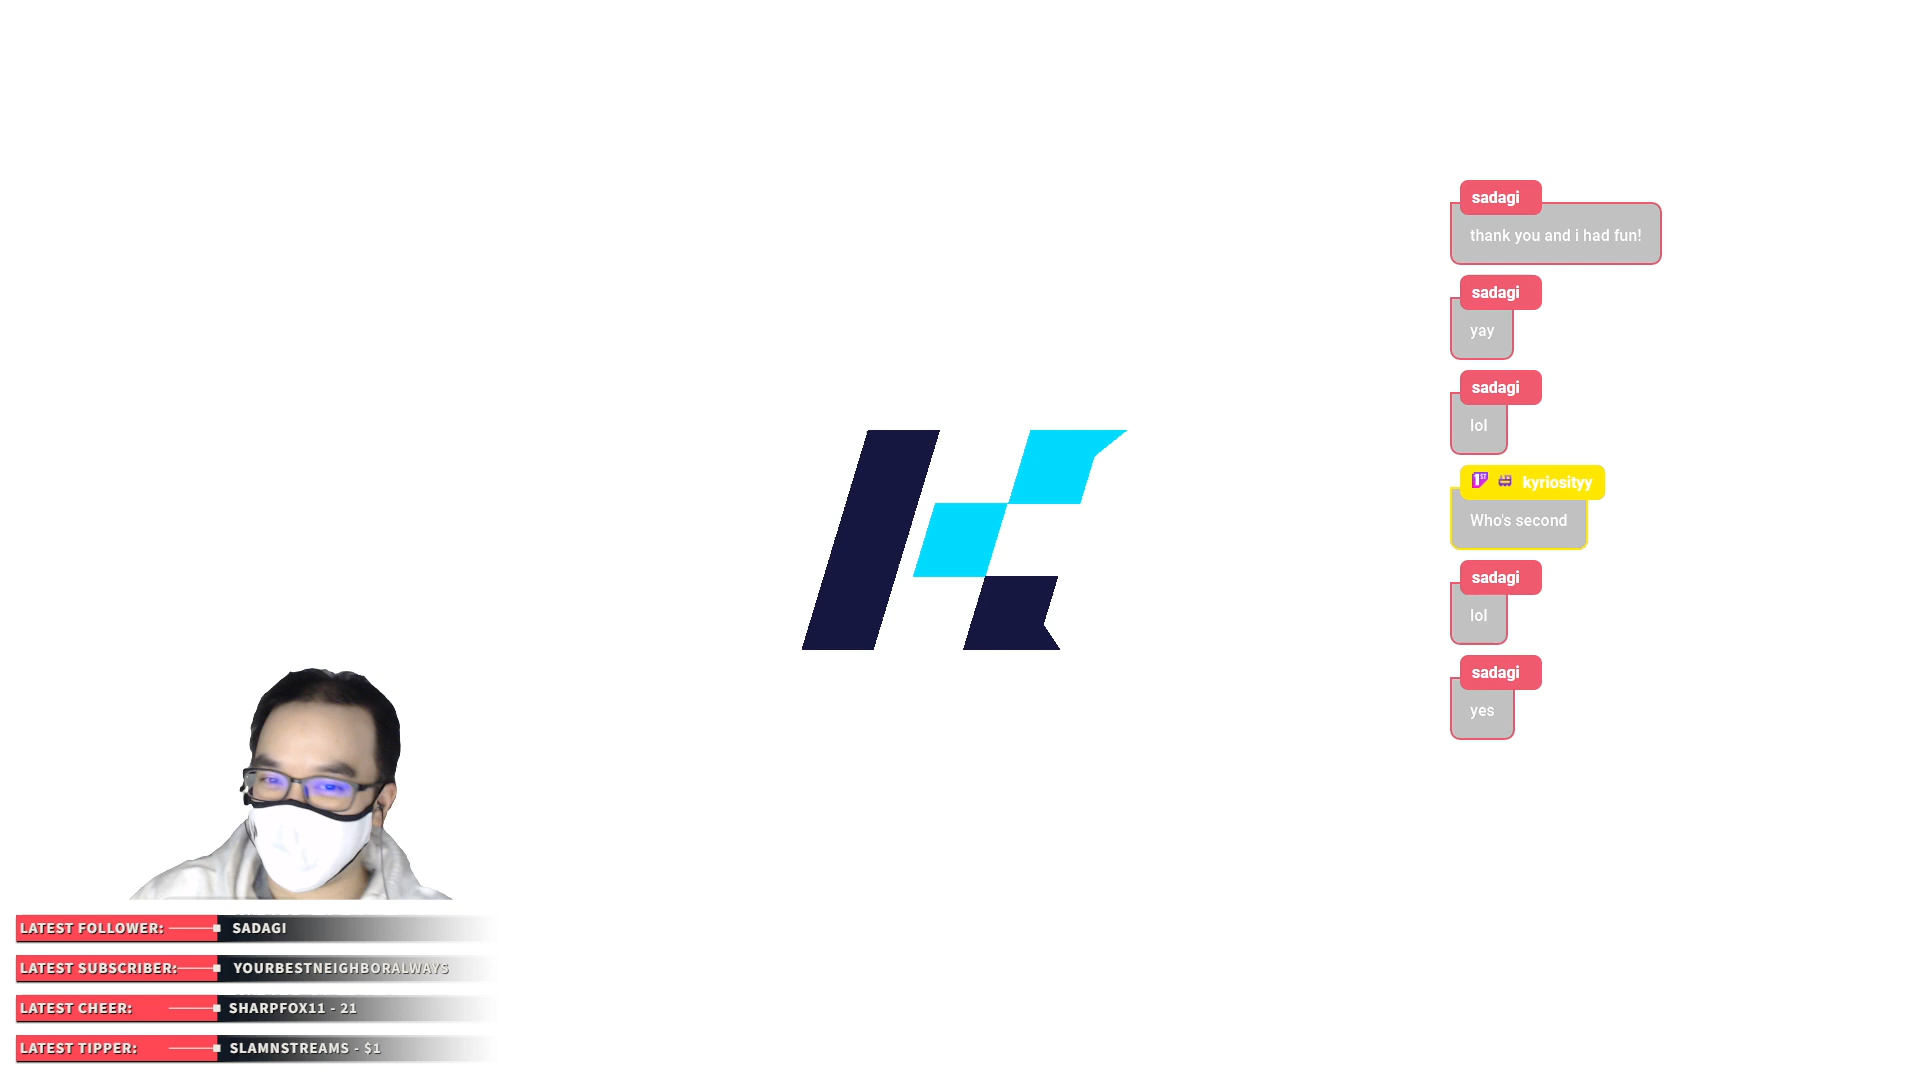 sadagi
thank you and i had fun!
sadagi
yay
sadagi
lol
1ST kyriosityy
Who's second
sadagi
lol
sadagi
yes
LATEST FOLLOWER: SADAGI
LATEST SUBSCRIBER: YOURBESTNEIGHBORALWAYS
LATEST CHEER: SHARPFOX11 - 21
LATEST TIPPER: SLAMNSTREAMS - $1